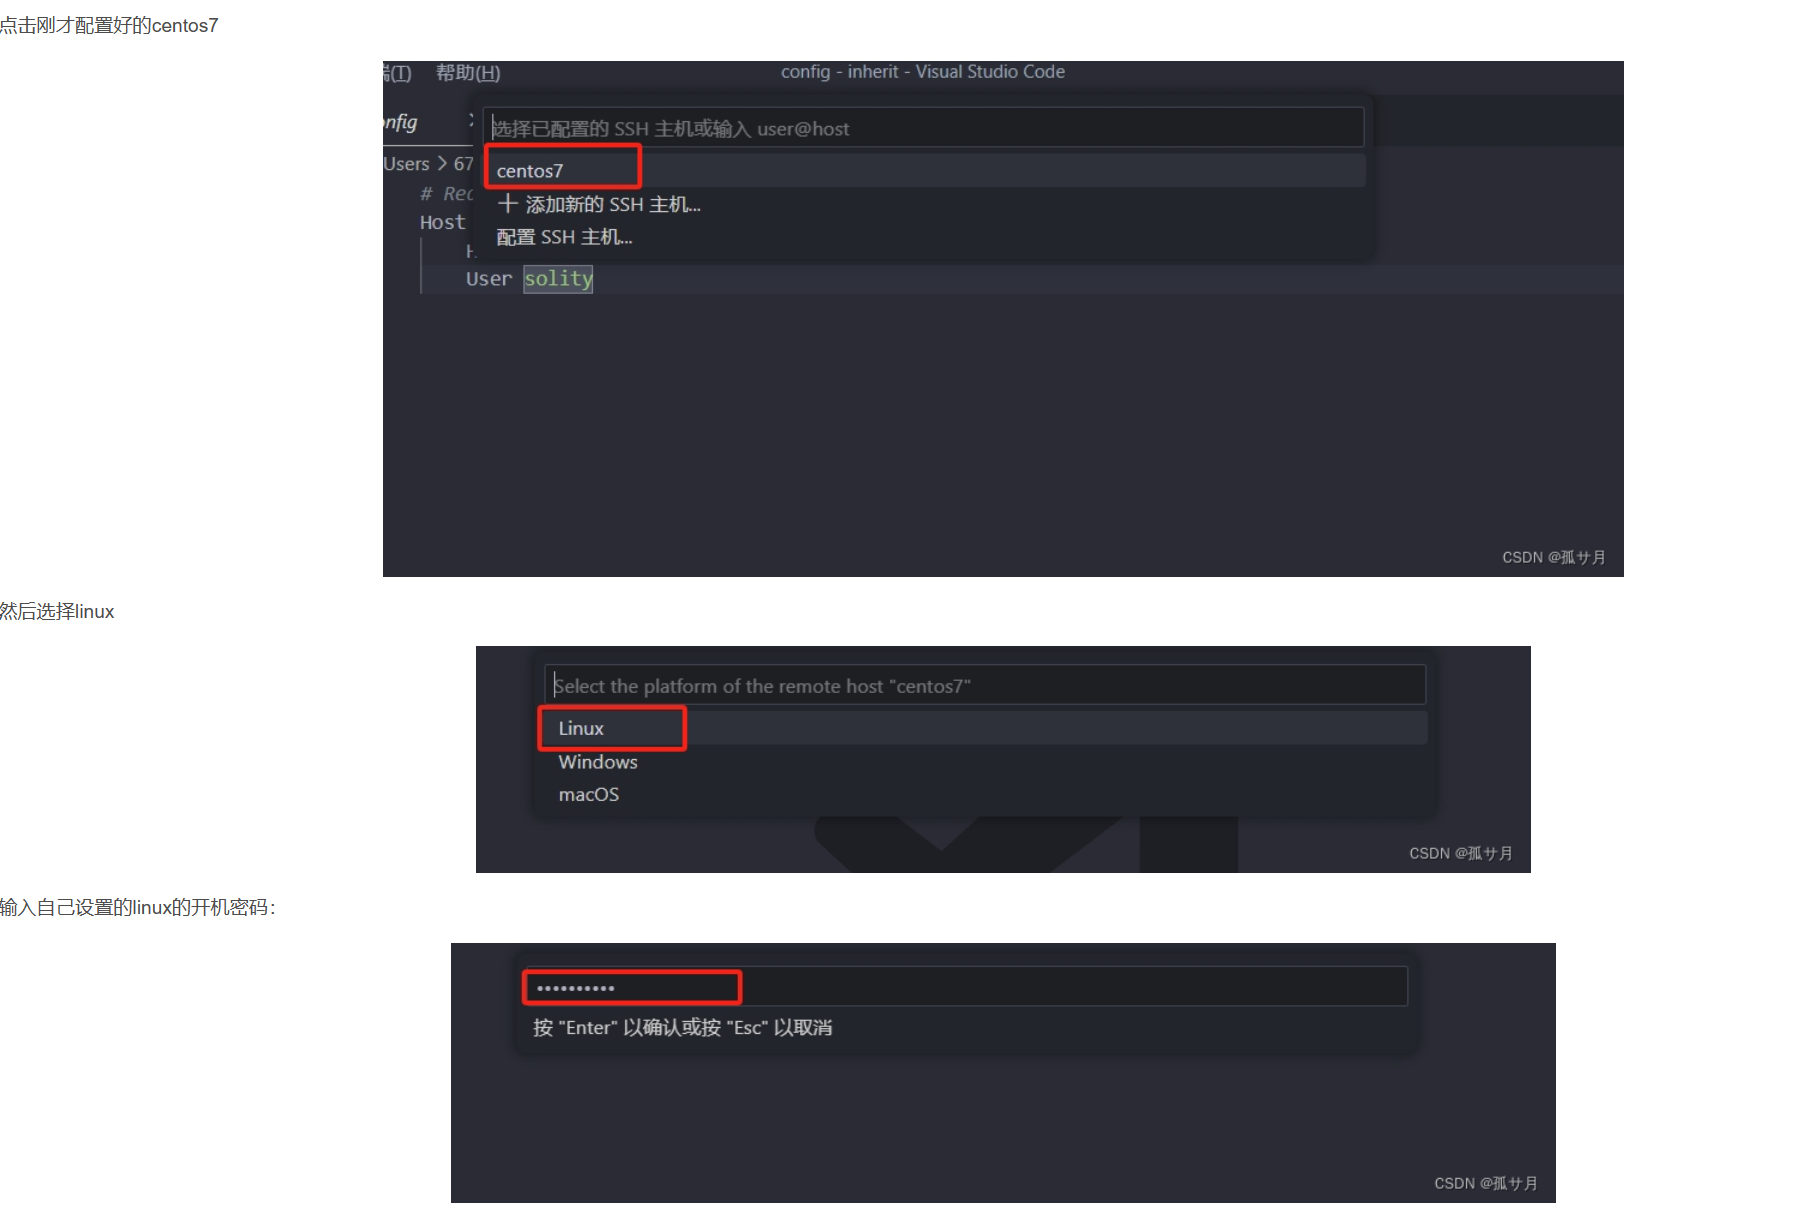 点击刚才配置好的centos7
(T) 帮助(H) config - inherit - Visual Studio Code
nfig
选择已配置的 SSH 主机或输入 user@host
Users > 67
centos7
# Rec
添加新的 SSH 主机...
Host
配置 SSH 主机...
User solity
CSDN @孤サ月
然后选择linux
Select the platform of the remote host "centos7"
Linux
Windows
macOS
CSDN @孤サ月
输入自己设置的linux的开机密码：
••••••••••
按 "Enter" 以确认或按 "Esc" 以取消
CSDN @孤サ月